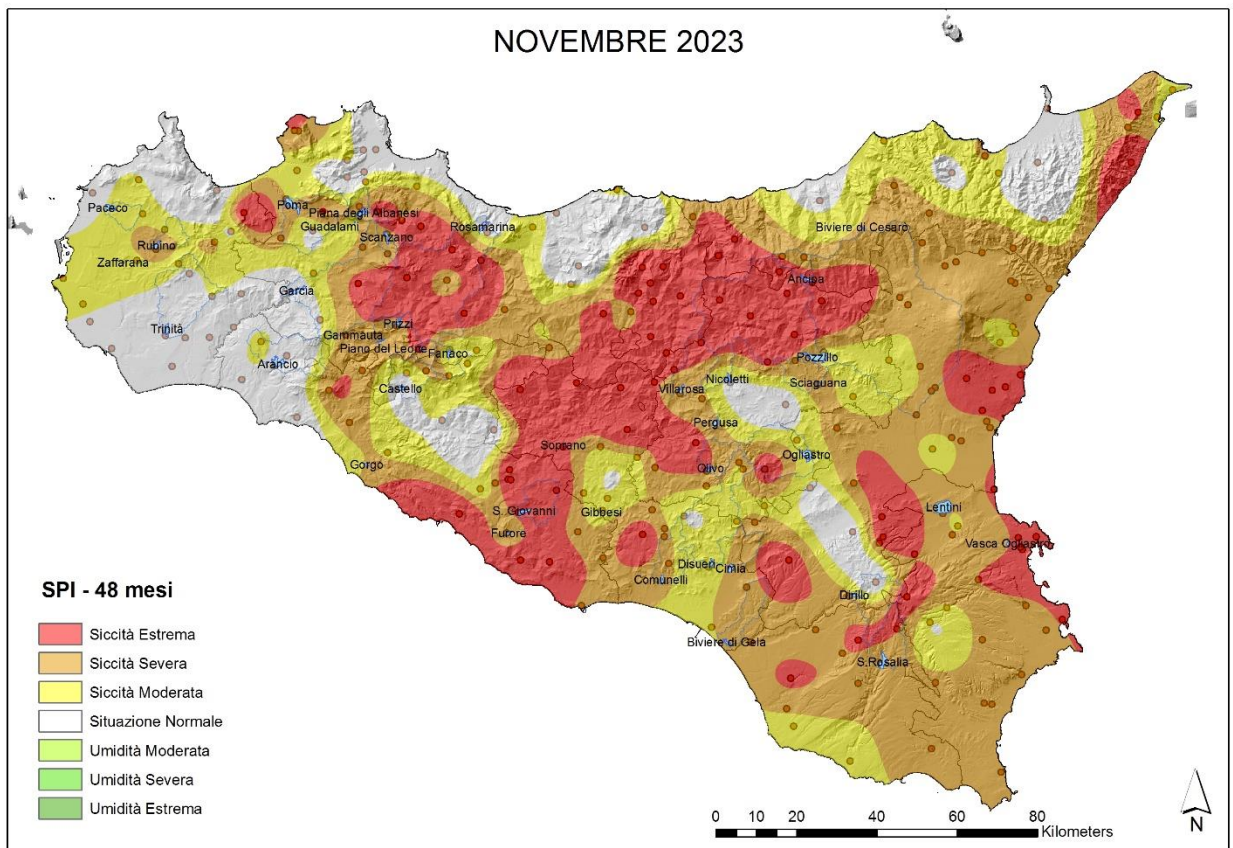 NOVEMBRE 2023
Paceco
Poma
Piana degli Albanesi
Guadalami
Scanzano
Rosamarina
Rubino
Zaffarana
Biviere di Cesarò
Garcia
Ancipa
Trinità
Prizzi
Gammauta
Piano del Leone
Fanaco
Arancio
Pozzillo
Castello
Nicoletti
Villarosa
Sciaguana
Pergusa
Soprano
Ogliastro
Gorgo
Olivo
S. Giovanni
Gibbesi
Lentini
Furore
Vasca Ogliastro
Disueri
Cimia
Comunelli
Dirillo
Biviere di Gela
S.Rosalia
SPI - 48 mesi
Siccità Estrema
Siccità Severa
Siccità Moderata
Situazione Normale
Umidità Moderata
Umidità Severa
Umidità Estrema
0 10 20 40 60 80
Kilometers
N